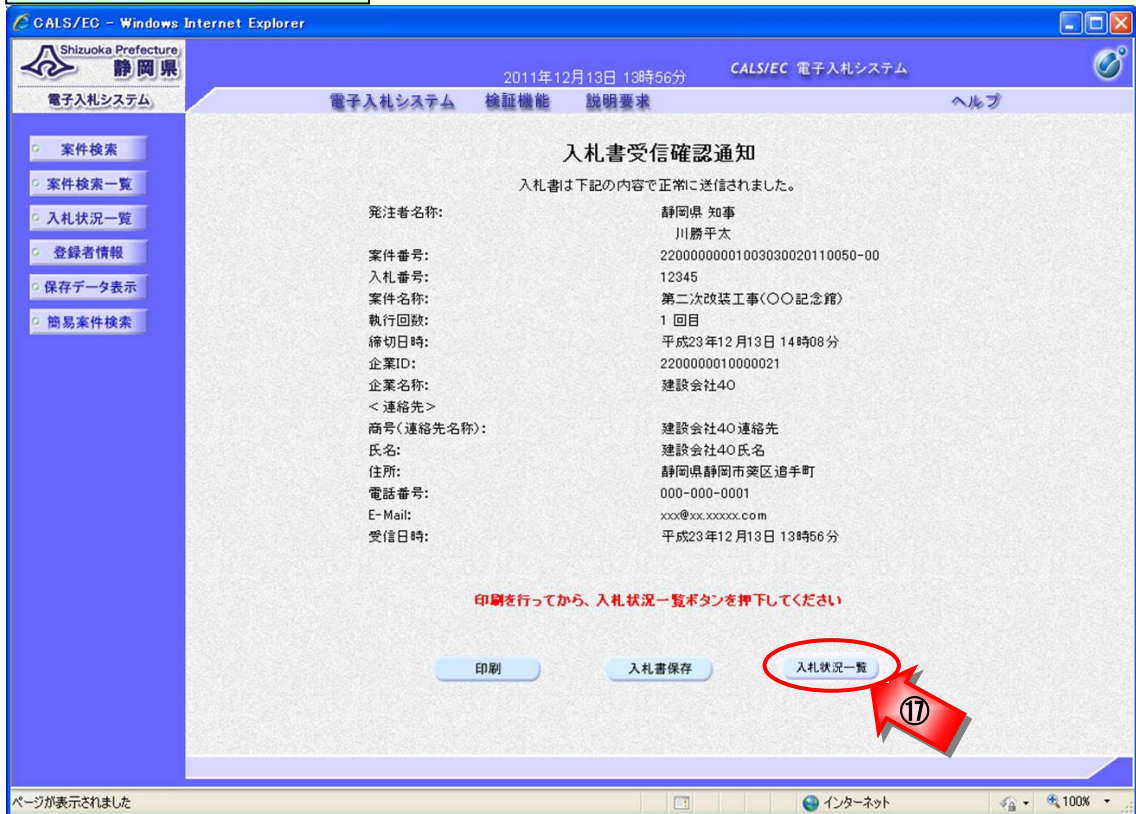 CALS/EC - Windows Internet Explorer
Shizuoka Prefecture
静岡県
電子入札システム
2011年12月13日 13時56分
CALS/EC 電子入札システム
電子入札システム 検証機能 説明要求 ヘルプ
案件検索
案件検索一覧
入札状況一覧
登録者情報
保存データ表示
簡易案件検索
入札書受信確認通知
入札書は下記の内容で正常に送信されました。
発注者名称: 静岡県 知事
川勝平太
案件番号: 22000000001003030020110050-00
入札番号: 12345
案件名称: 第二次改装工事(〇〇記念館)
執行回数: 1 回目
締切日時: 平成23年12月13日 14時08分
企業ID: 2200000010000021
企業名称: 建設会社40
<連絡先>
商号(連絡先名称): 建設会社40連絡先
氏名: 建設会社40氏名
住所: 静岡県静岡市葵区追手町
電話番号: 000-000-0001
E-Mail: xxx@xx.xxxxx.com
受信日時: 平成23年12月13日 13時56分
印刷を行ってから、入札状況一覧ボタンを押下してください
印刷 入札書保存 入札状況一覧
⑰
ページが表示されました インターネット 100%